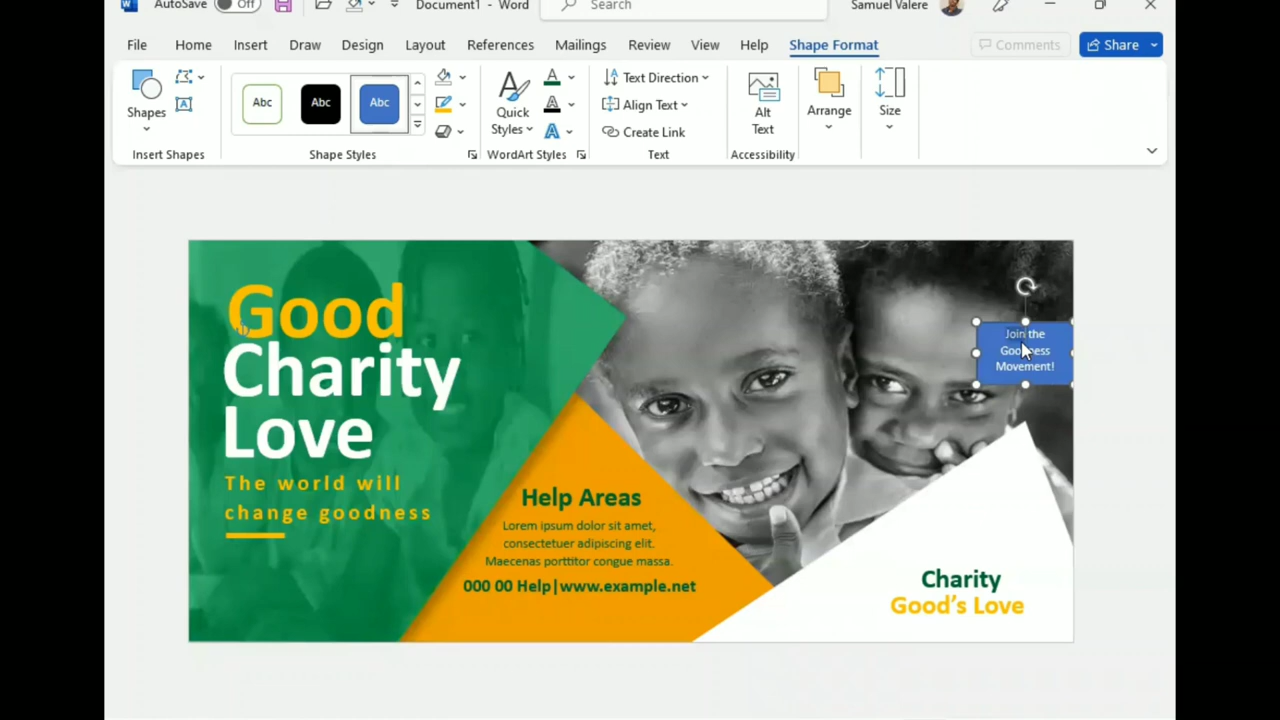 AutoSave Off Document1 - Word Search Samuel Valere
File Home Insert Draw Design Layout References Mailings Review View Help Shape Format Comments Share
Shapes
Insert Shapes
Abc Abc Abc
Shape Styles
Quick
Styles
WordArt Styles
Text Direction
Align Text
Create Link
Text
Alt
Text
Accessibility
Arrange
Size
Good
Charity
Love
The world will
change goodness
Help Areas
Lorem ipsum dolor sit amet,
consectetuer adipiscing elit.
Maecenas porttitor congue massa.
000 00 Help|www.example.net
Join the
Goodness
Movement!
Charity
Good's Love